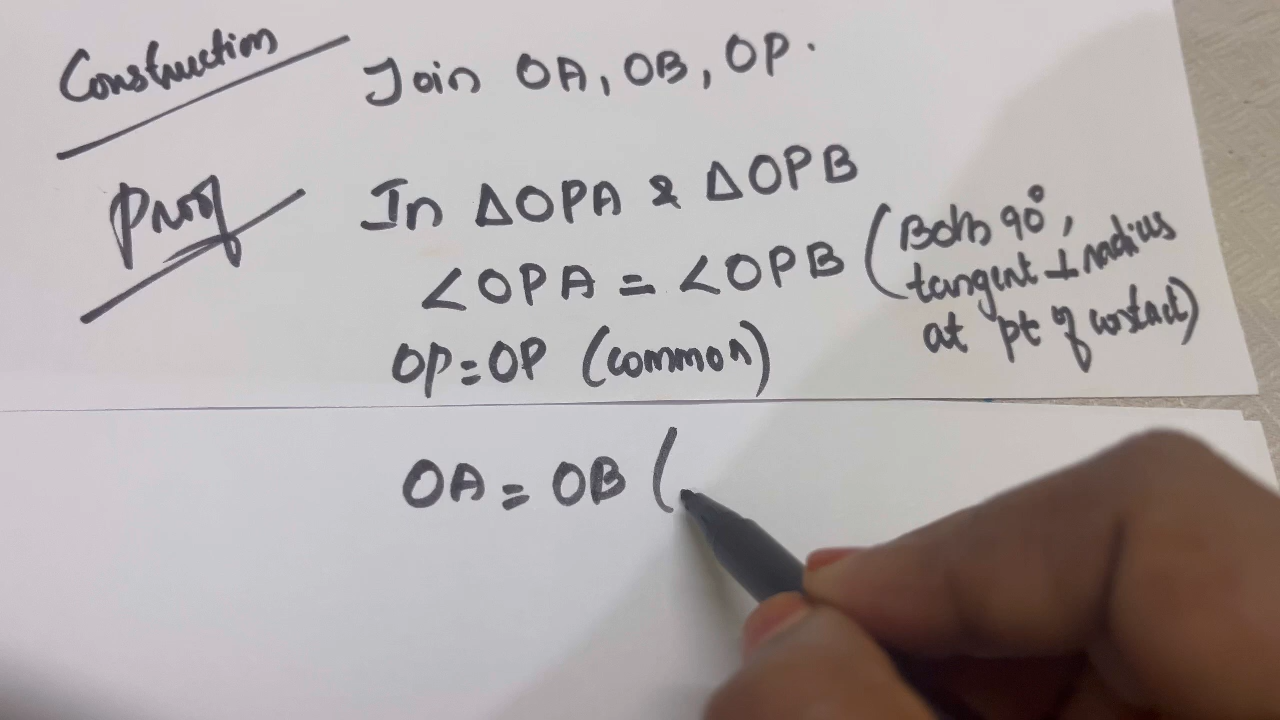 Construction Join OA, OB, OP.
Proof In ΔOPA & ΔOPB
∠OPA = ∠OPB (Both 90°,
tangent ⊥ radius
at pt of contact)
OP=OP (common)
OA = OB (